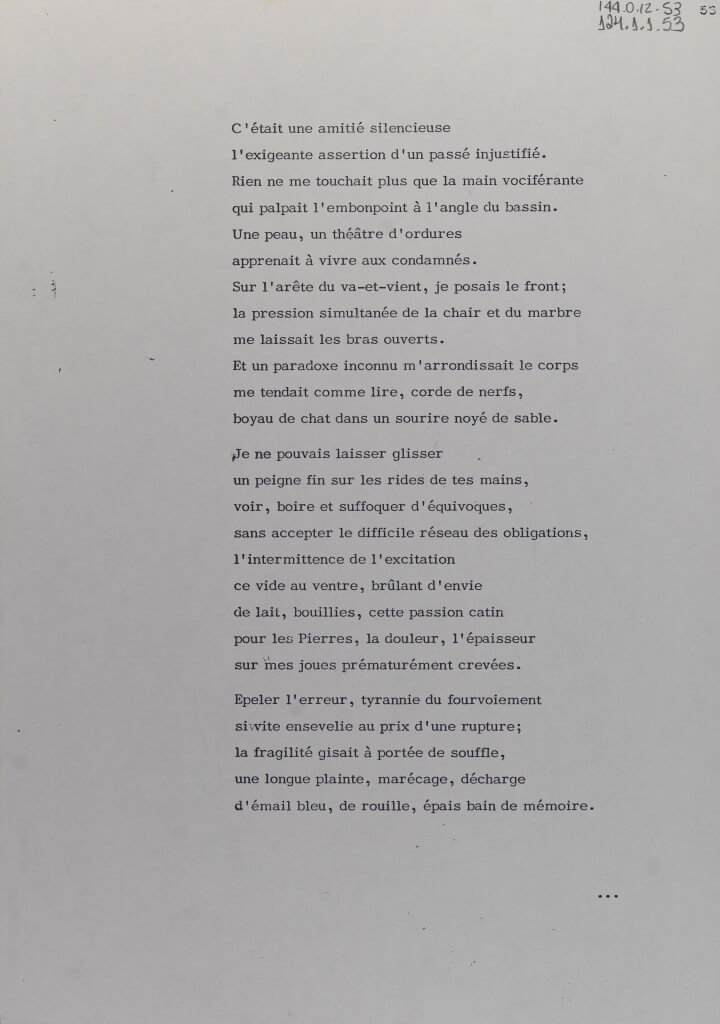 144.0.12-53 53
124.1.1.53
C'était une amitié silencieuse
l'exigeante assertion d'un passé injustifié.
Rien ne me touchait plus que la main vociférante
qui palpait l'embonpoint à l'angle du bassin.
Une peau, un théâtre d'ordures
apprenait à vivre aux condamnés.
Sur l'arête du va-et-vient, je posais le front;
la pression simultanée de la chair et du marbre
me laissait les bras ouverts.
Et un paradoxe inconnu m'arrondissait le corps
me tendait comme lire, corde de nerfs,
boyau de chat dans un sourire noyé de sable.
Je ne pouvais laisser glisser
un peigne fin sur les rides de tes mains,
voir, boire et suffoquer d'équivoques,
sans accepter le difficile réseau des obligations,
l'intermittence de l'excitation
ce vide au ventre, brûlant d'envie
de lait, bouillies, cette passion catin
pour les Pierres, la douleur, l'épaisseur
sur mes joues prématurément crevées.
Epeler l'erreur, tyrannie du fourvoiement
si vite ensevelie au prix d'une rupture;
la fragilité gisait à portée de souffle,
une longue plainte, marécage, décharge
d'émail bleu, de rouille, épais bain de mémoire.
...